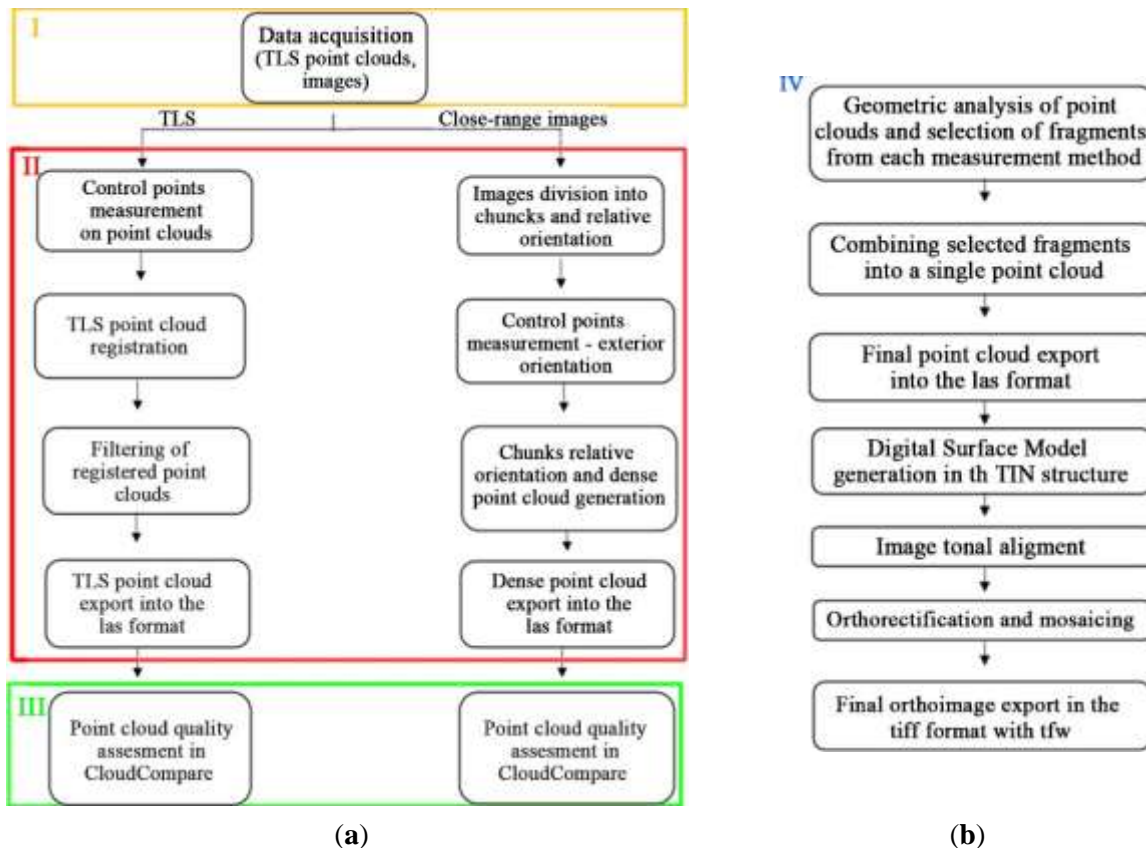 I
Data acquisition
(TLS point clouds,
images)
TLS
Close-range images
II
Control points
measurement
on point clouds
TLS point cloud
registration
Filtering of
registered point
clouds
TLS point cloud
export into the
las format
Images division into
chuncks and relative
orientation
Control points
measurement - exterior
orientation
Chunks relative
orientation and dense
point cloud generation
Dense point cloud
export into the
las format
III
Point cloud quality
assesment in
CloudCompare
Point cloud quality
assesment in
CloudCompare
(a)
IV
Geometric analysis of point
clouds and selection of fragments
from each measurement method
Combining selected fragments
into a single point cloud
Final point cloud export
into the las format
Digital Surface Model
generation in th TIN structure
Image tonal aligment
Orthorectification and mosaicing
Final orthoimage export in the
tiff format with tfw
(b)